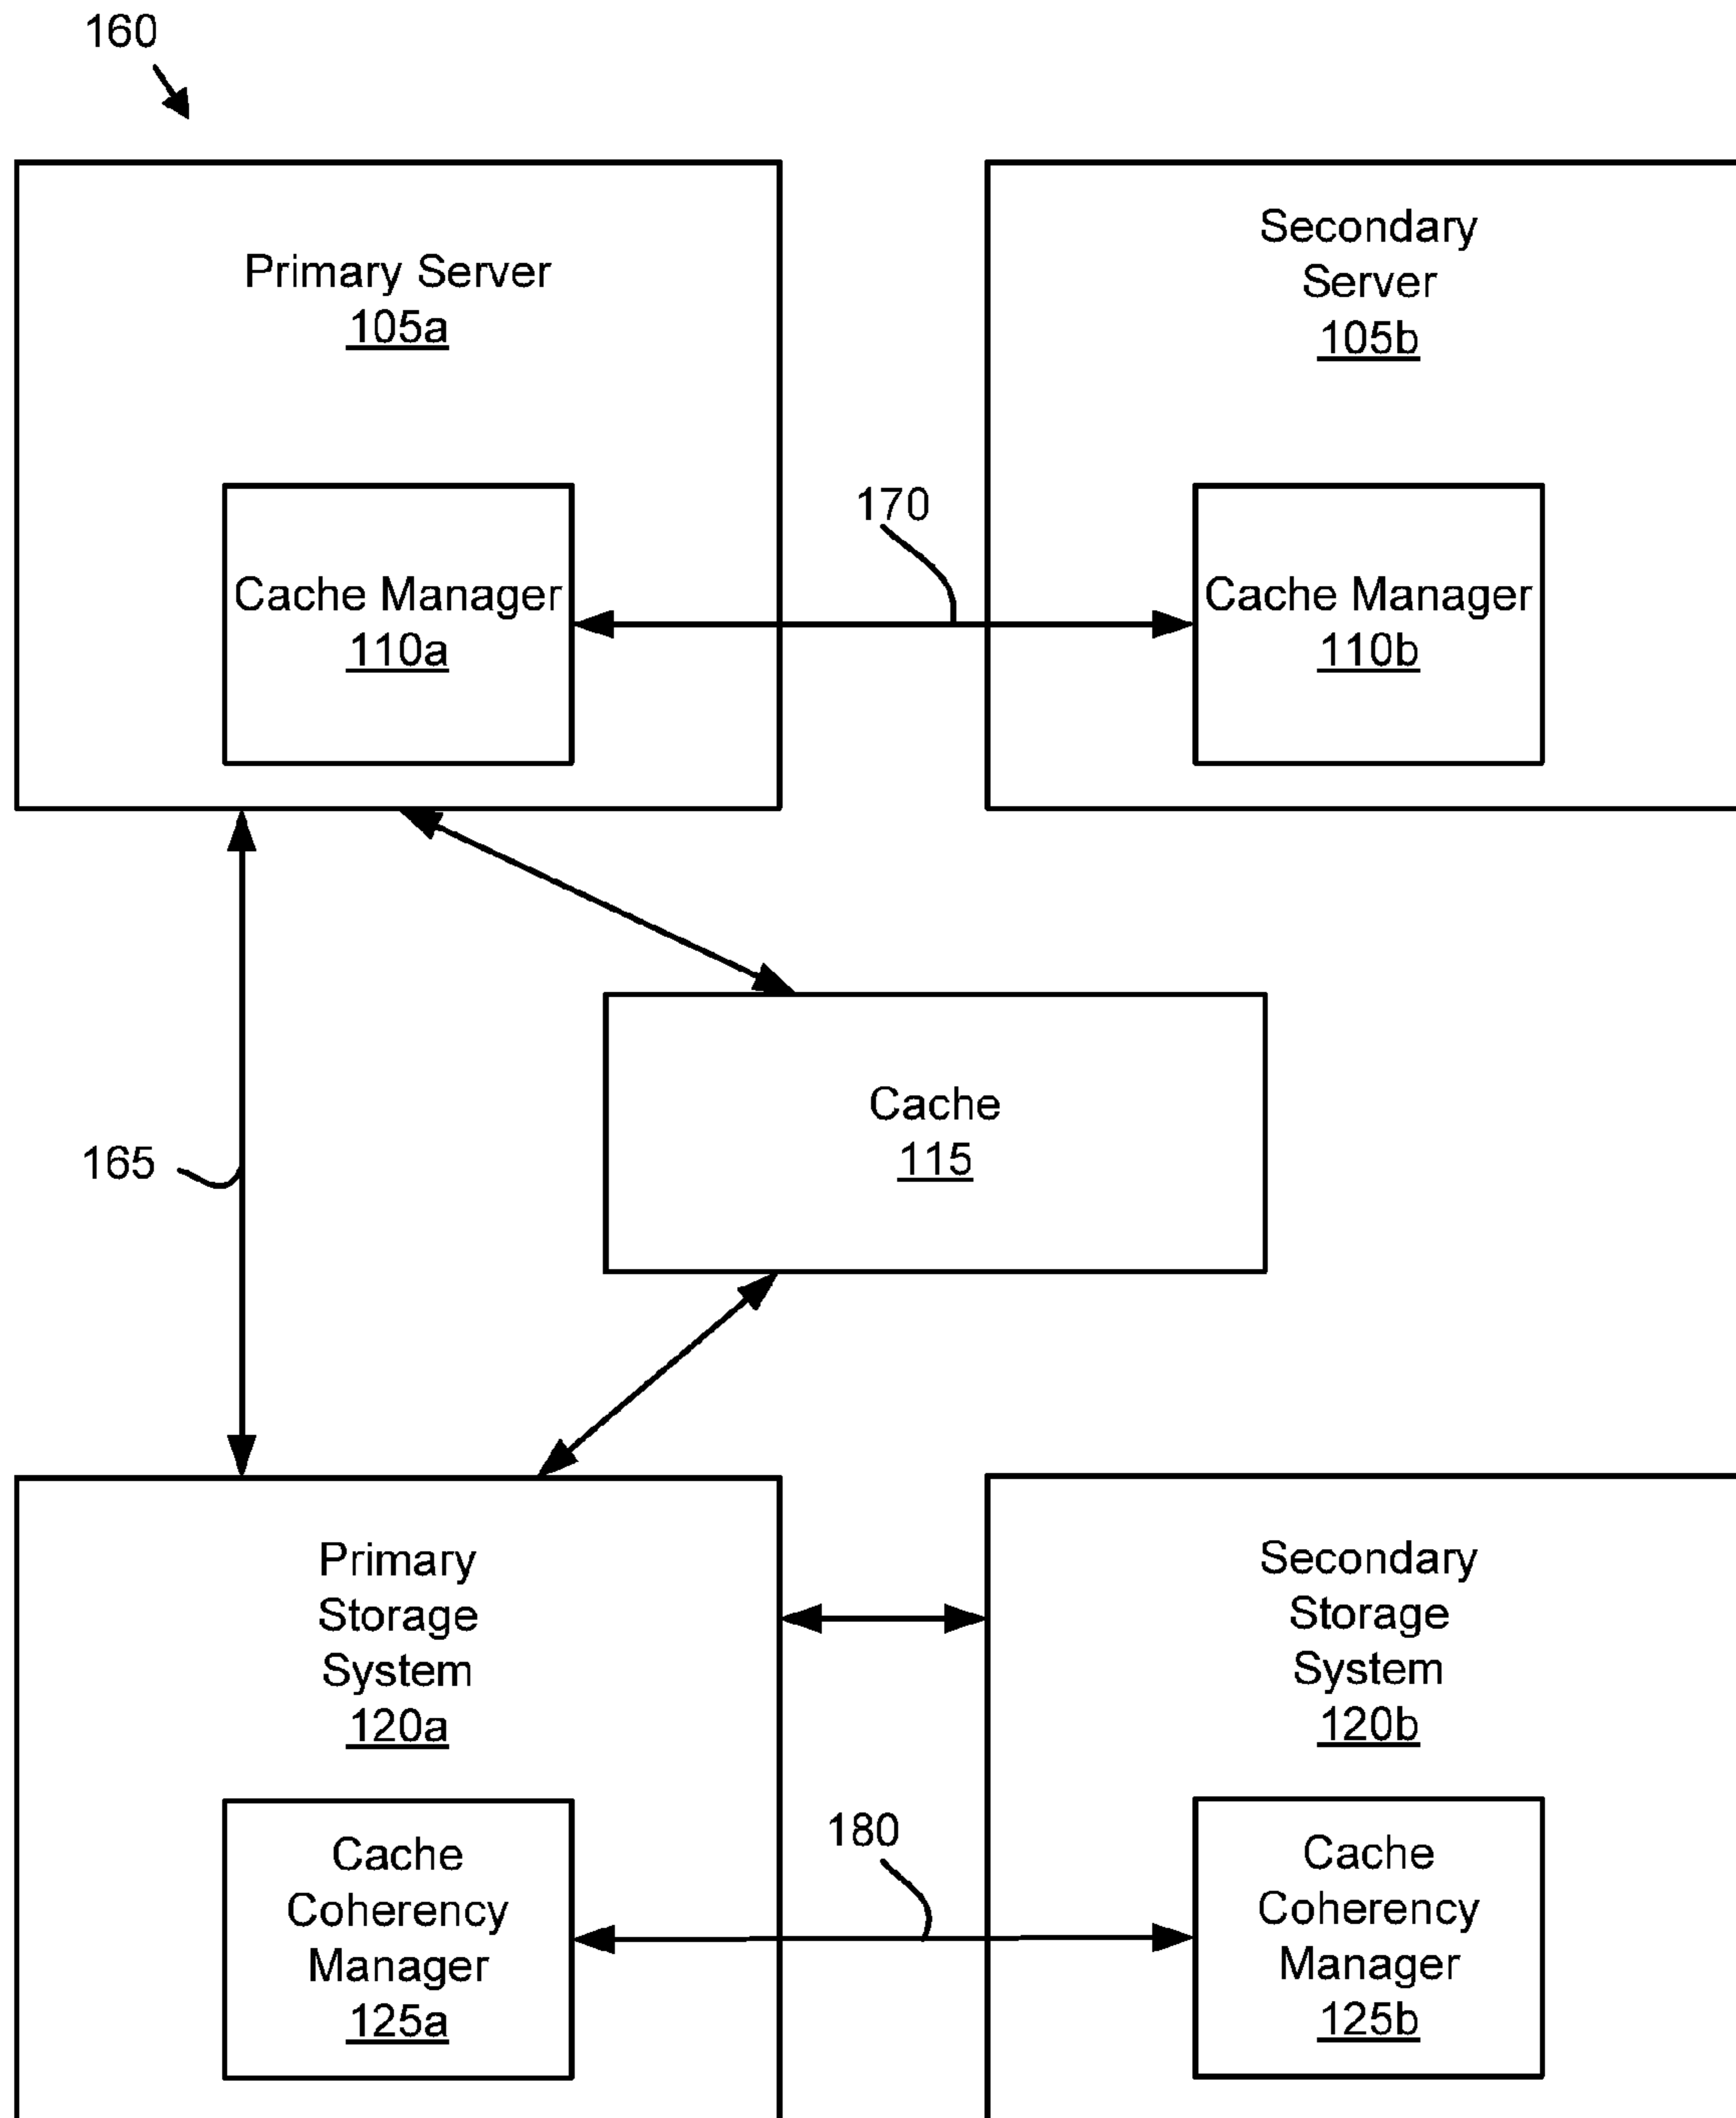 160
Primary Server
105a
Secondary
Server
105b
170
Cache Manager
110a
Cache Manager
110b
Cache
115
165
Primary
Storage
System
120a
Secondary
Storage
System
120b
180
Cache
Coherency
Manager
125a
Cache
Coherency
Manager
125b